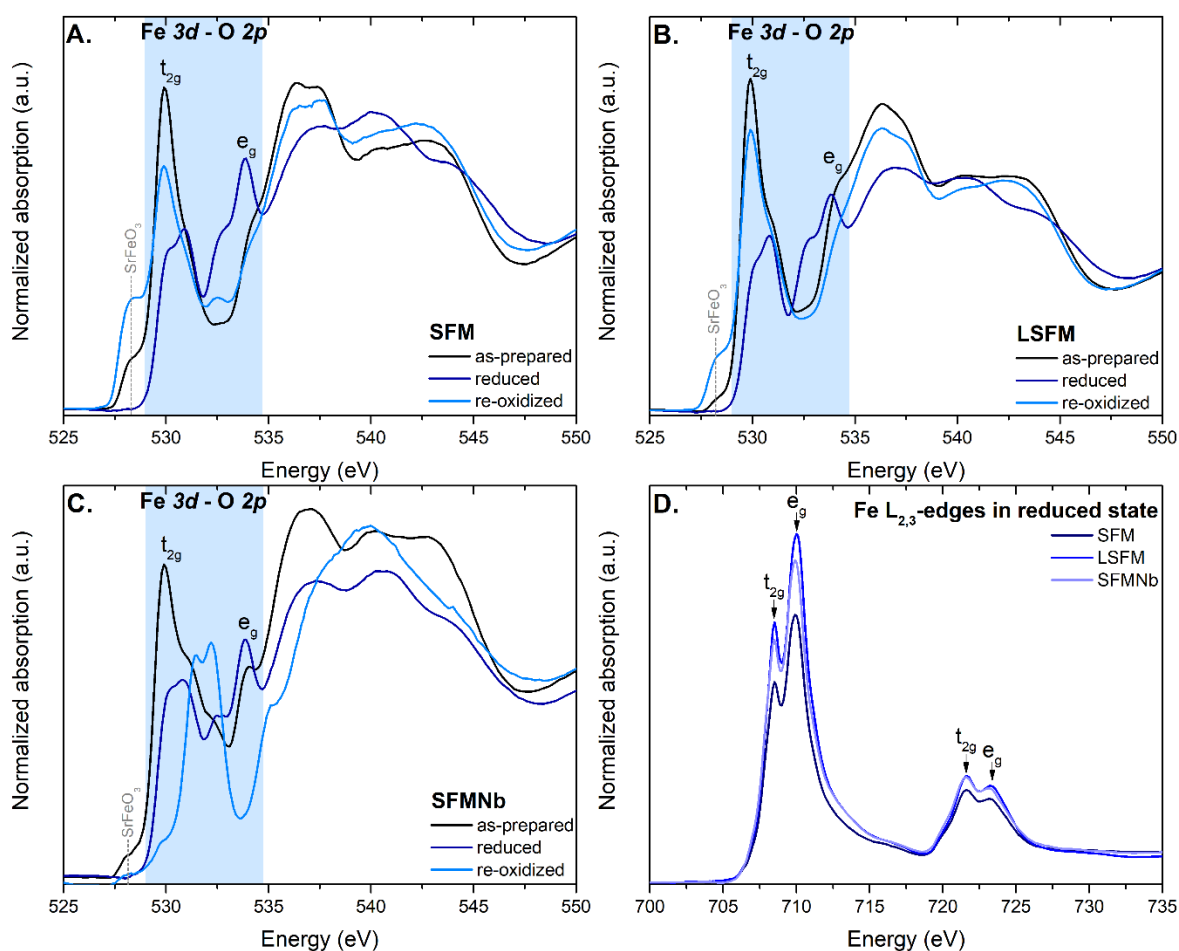 A.
Fe 3d - O 2p
t2g
eg
SrFeO3
SFM
as-prepared
reduced
re-oxidized
Normalized absorption (a.u.)
525 530 535 540 545 550
Energy (eV)
B.
Fe 3d - O 2p
t2g
eg
SrFeO3
LSFM
as-prepared
reduced
re-oxidized
Normalized absorption (a.u.)
525 530 535 540 545 550
Energy (eV)
C.
Fe 3d - O 2p
t2g
eg
SrFeO3
SFMNb
as-prepared
reduced
re-oxidized
Normalized absorption (a.u.)
525 530 535 540 545 550
Energy (eV)
D.
Fe L2,3-edges in reduced state
SFM
LSFM
SFMNb
eg
t2g
t2g
eg
Normalized absorption (a.u.)
700 705 710 715 720 725 730 735
Energy (eV)